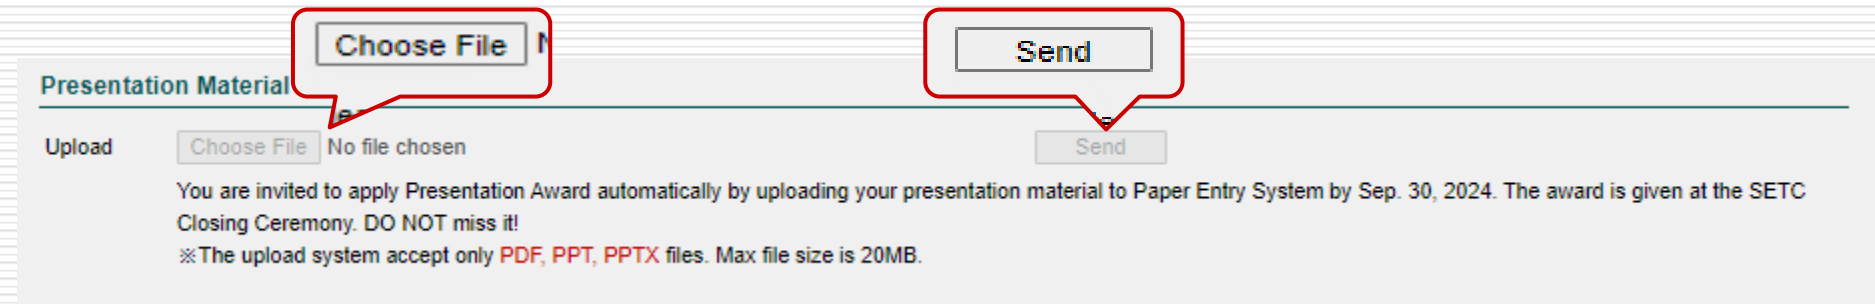 Choose File
Send
Presentation Material
Upload Choose File No file chosen Send
You are invited to apply Presentation Award automatically by uploading your presentation material to Paper Entry System by Sep. 30, 2024. The award is given at the SETC
Closing Ceremony. DO NOT miss it!
※The upload system accept only PDF, PPT, PPTX files. Max file size is 20MB.